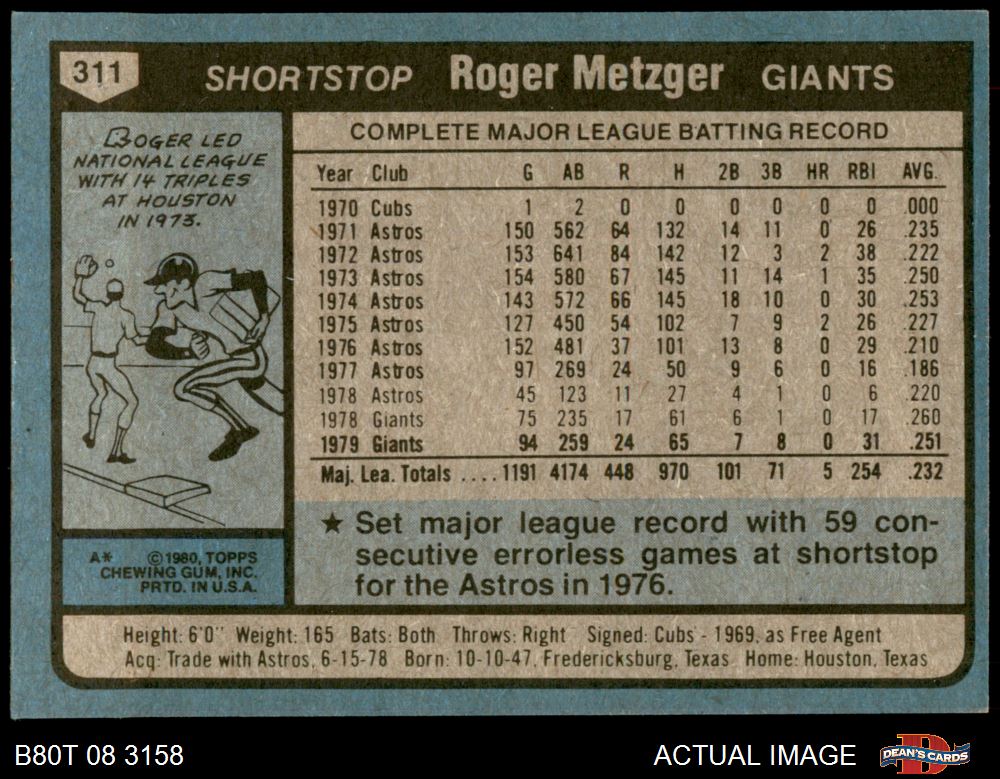 311 SHORTSTOP Roger Metzger GIANTS
ROGER LED
NATIONAL LEAGUE
WITH 14 TRIPLES
AT HOUSTON
IN 1973.
COMPLETE MAJOR LEAGUE BATTING RECORD
Year Club G AB R H 2B 3B HR RBI AVG.
1970 Cubs 1 2 0 0 0 0 0 0 .000
1971 Astros 150 562 64 132 14 11 0 26 .235
1972 Astros 153 641 84 142 12 3 2 38 .222
1973 Astros 154 580 67 145 11 14 1 35 .250
1974 Astros 143 572 66 145 18 10 0 30 .253
1975 Astros 127 450 54 102 7 9 2 26 .227
1976 Astros 152 481 37 101 13 8 0 29 .210
1977 Astros 97 269 24 50 9 6 0 16 .186
1978 Astros 45 123 11 27 4 1 0 6 .220
1978 Giants 75 235 17 61 6 1 0 17 .260
1979 Giants 94 259 24 65 7 8 0 31 .251
Maj. Lea. Totals ....1191 4174 448 970 101 71 5 254 .232
★ Set major league record with 59 con-
secutive errorless games at shortstop
for the Astros in 1976.
A* ©1980, TOPPS
CHEWING GUM, INC.
PRTD. IN U.S.A.
Height: 6'0" Weight: 165 Bats: Both Throws: Right Signed: Cubs - 1969, as Free Agent
Acq: Trade with Astros, 6-15-78 Born: 10-10-47, Fredericksburg, Texas Home: Houston, Texas
B80T 08 3158 ACTUAL IMAGE DEAN'S CARDS